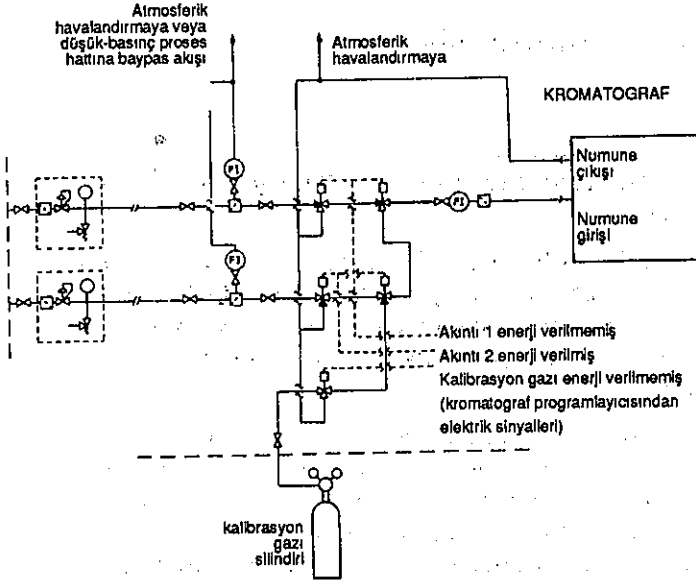 Atmosferik
havalandırmaya veya
düşük-basınç proses
hattına baypas akışı
Atmosferik
havalandırmaya
KROMATOGRAF
Numune
çıkışı
Numune
girişi
FI
FI
FI
Akıntı 1 enerji verilmemiş
Akıntı 2 enerji verilmiş
Kalibrasyon gazı enerji verilmemiş
(kromatograf programlayıcısından
elektrik sinyalleri)
kalibrasyon
gazı
silindiri